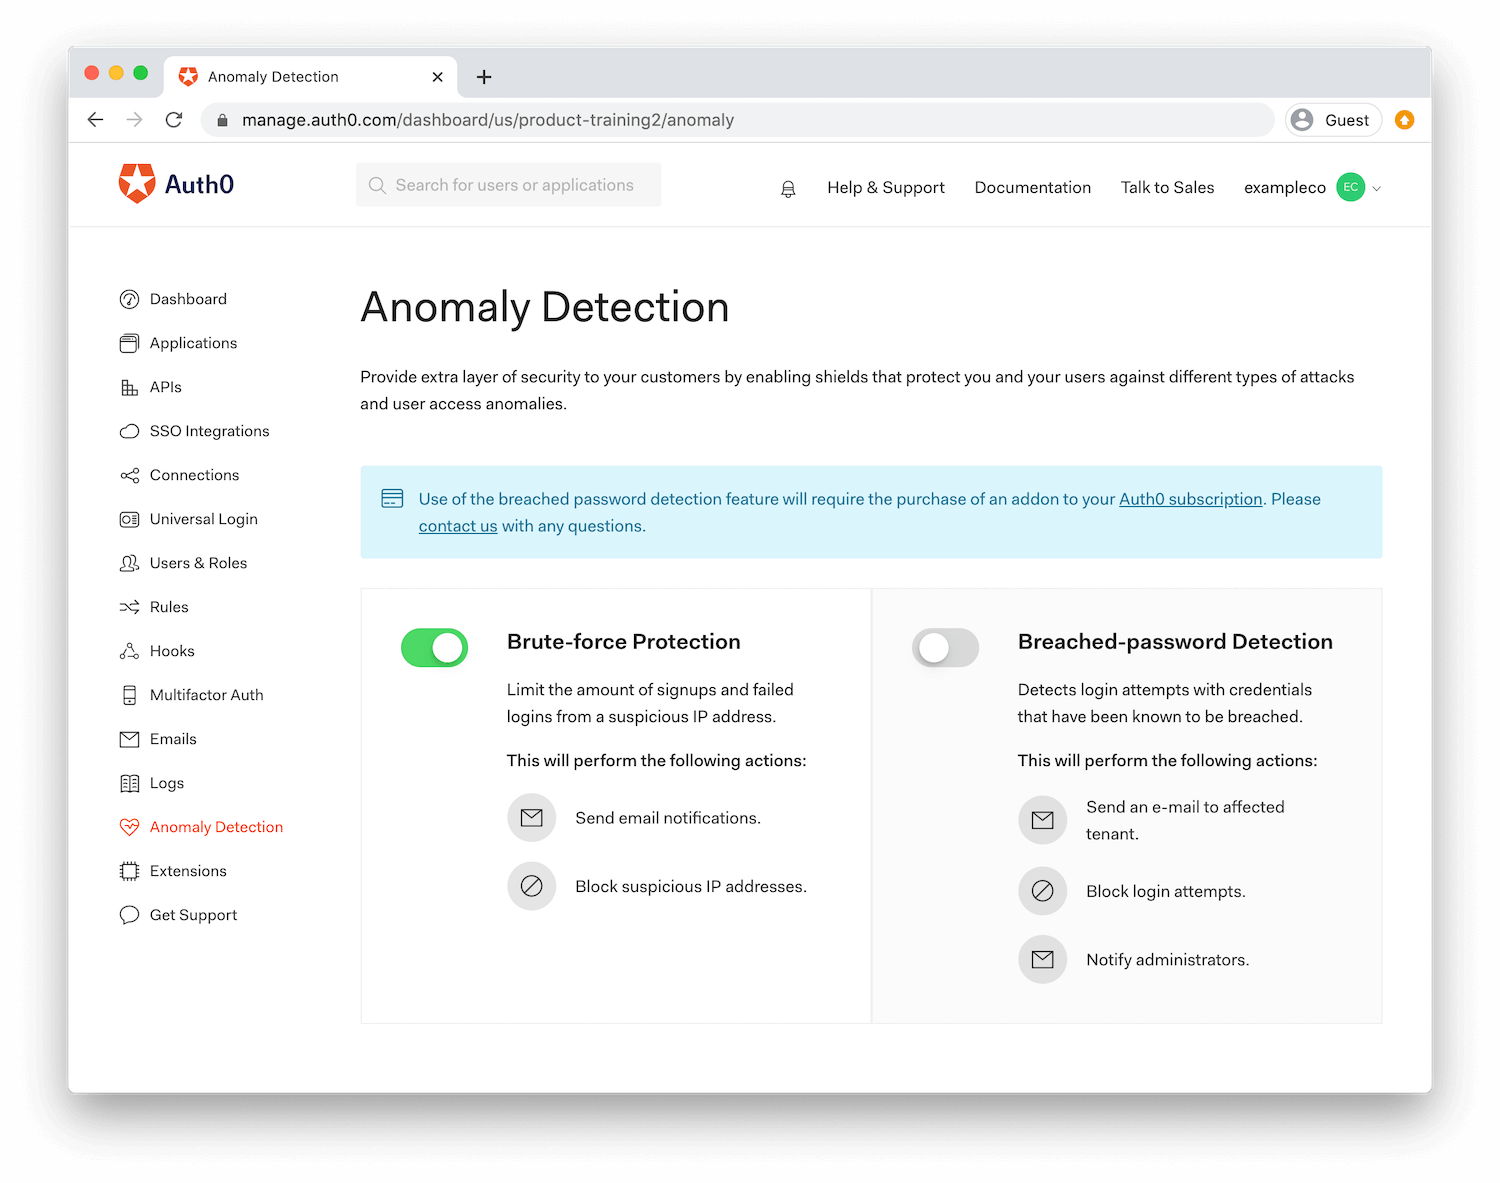 Anomaly Detection
manage.auth0.com/dashboard/us/product-training2/anomaly
Guest
Auth0
Search for users or applications
Help & Support
Documentation
Talk to Sales
exampleco
EC
Dashboard
Applications
APIs
SSO Integrations
Connections
Universal Login
Users & Roles
Rules
Hooks
Multifactor Auth
Emails
Logs
Anomaly Detection
Extensions
Get Support
Anomaly Detection
Provide extra layer of security to your customers by enabling shields that protect you and your users against different types of attacks
and user access anomalies.
Use of the breached password detection feature will require the purchase of an addon to your Auth0 subscription. Please
contact us with any questions.
Brute-force Protection
Limit the amount of signups and failed
logins from a suspicious IP address.
This will perform the following actions:
Send email notifications.
Block suspicious IP addresses.
Breached-password Detection
Detects login attempts with credentials
that have been known to be breached.
This will perform the following actions:
Send an e-mail to affected
tenant.
Block login attempts.
Notify administrators.